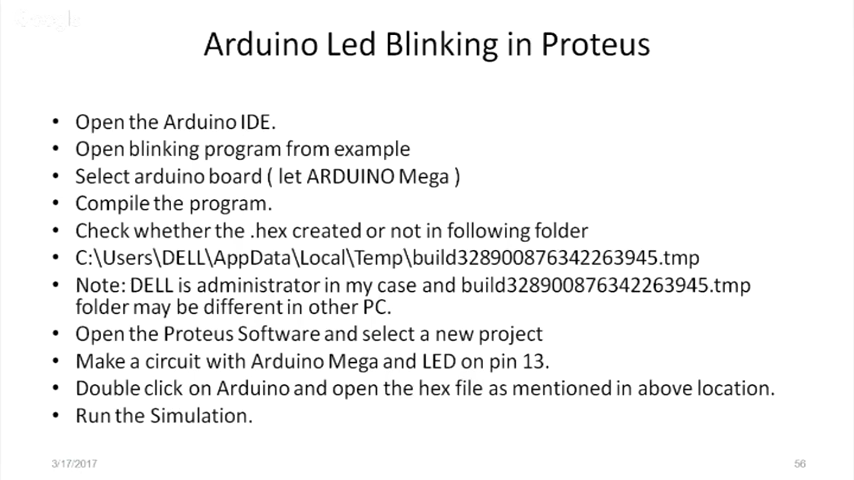 Arduino Led Blinking in Proteus
• Open the Arduino IDE.
• Open blinking program from example
• Select arduino board ( let ARDUINO Mega )
• Compile the program.
• Check whether the .hex created or not in following folder
• C:\Users\DELL\AppData\Local\Temp\build328900876342263945.tmp
• Note: DELL is administrator in my case and build328900876342263945.tmp
folder may be different in other PC.
• Open the Proteus Software and select a new project
• Make a circuit with Arduino Mega and LED on pin 13.
• Double click on Arduino and open the hex file as mentioned in above location.
• Run the Simulation.
3/17/2017
56